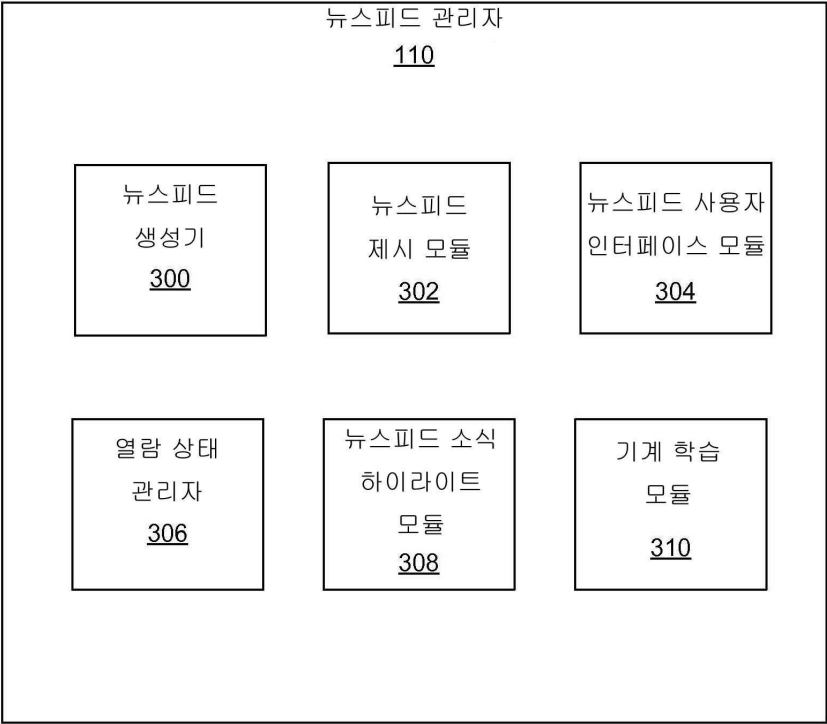 뉴스피드 관리자
110
뉴스피드
생성기
300
뉴스피드
제시 모듈
302
뉴스피드 사용자
인터페이스 모듈
304
열람 상태
관리자
306
뉴스피드 소식
하이라이트
모듈
308
기계 학습
모듈
310